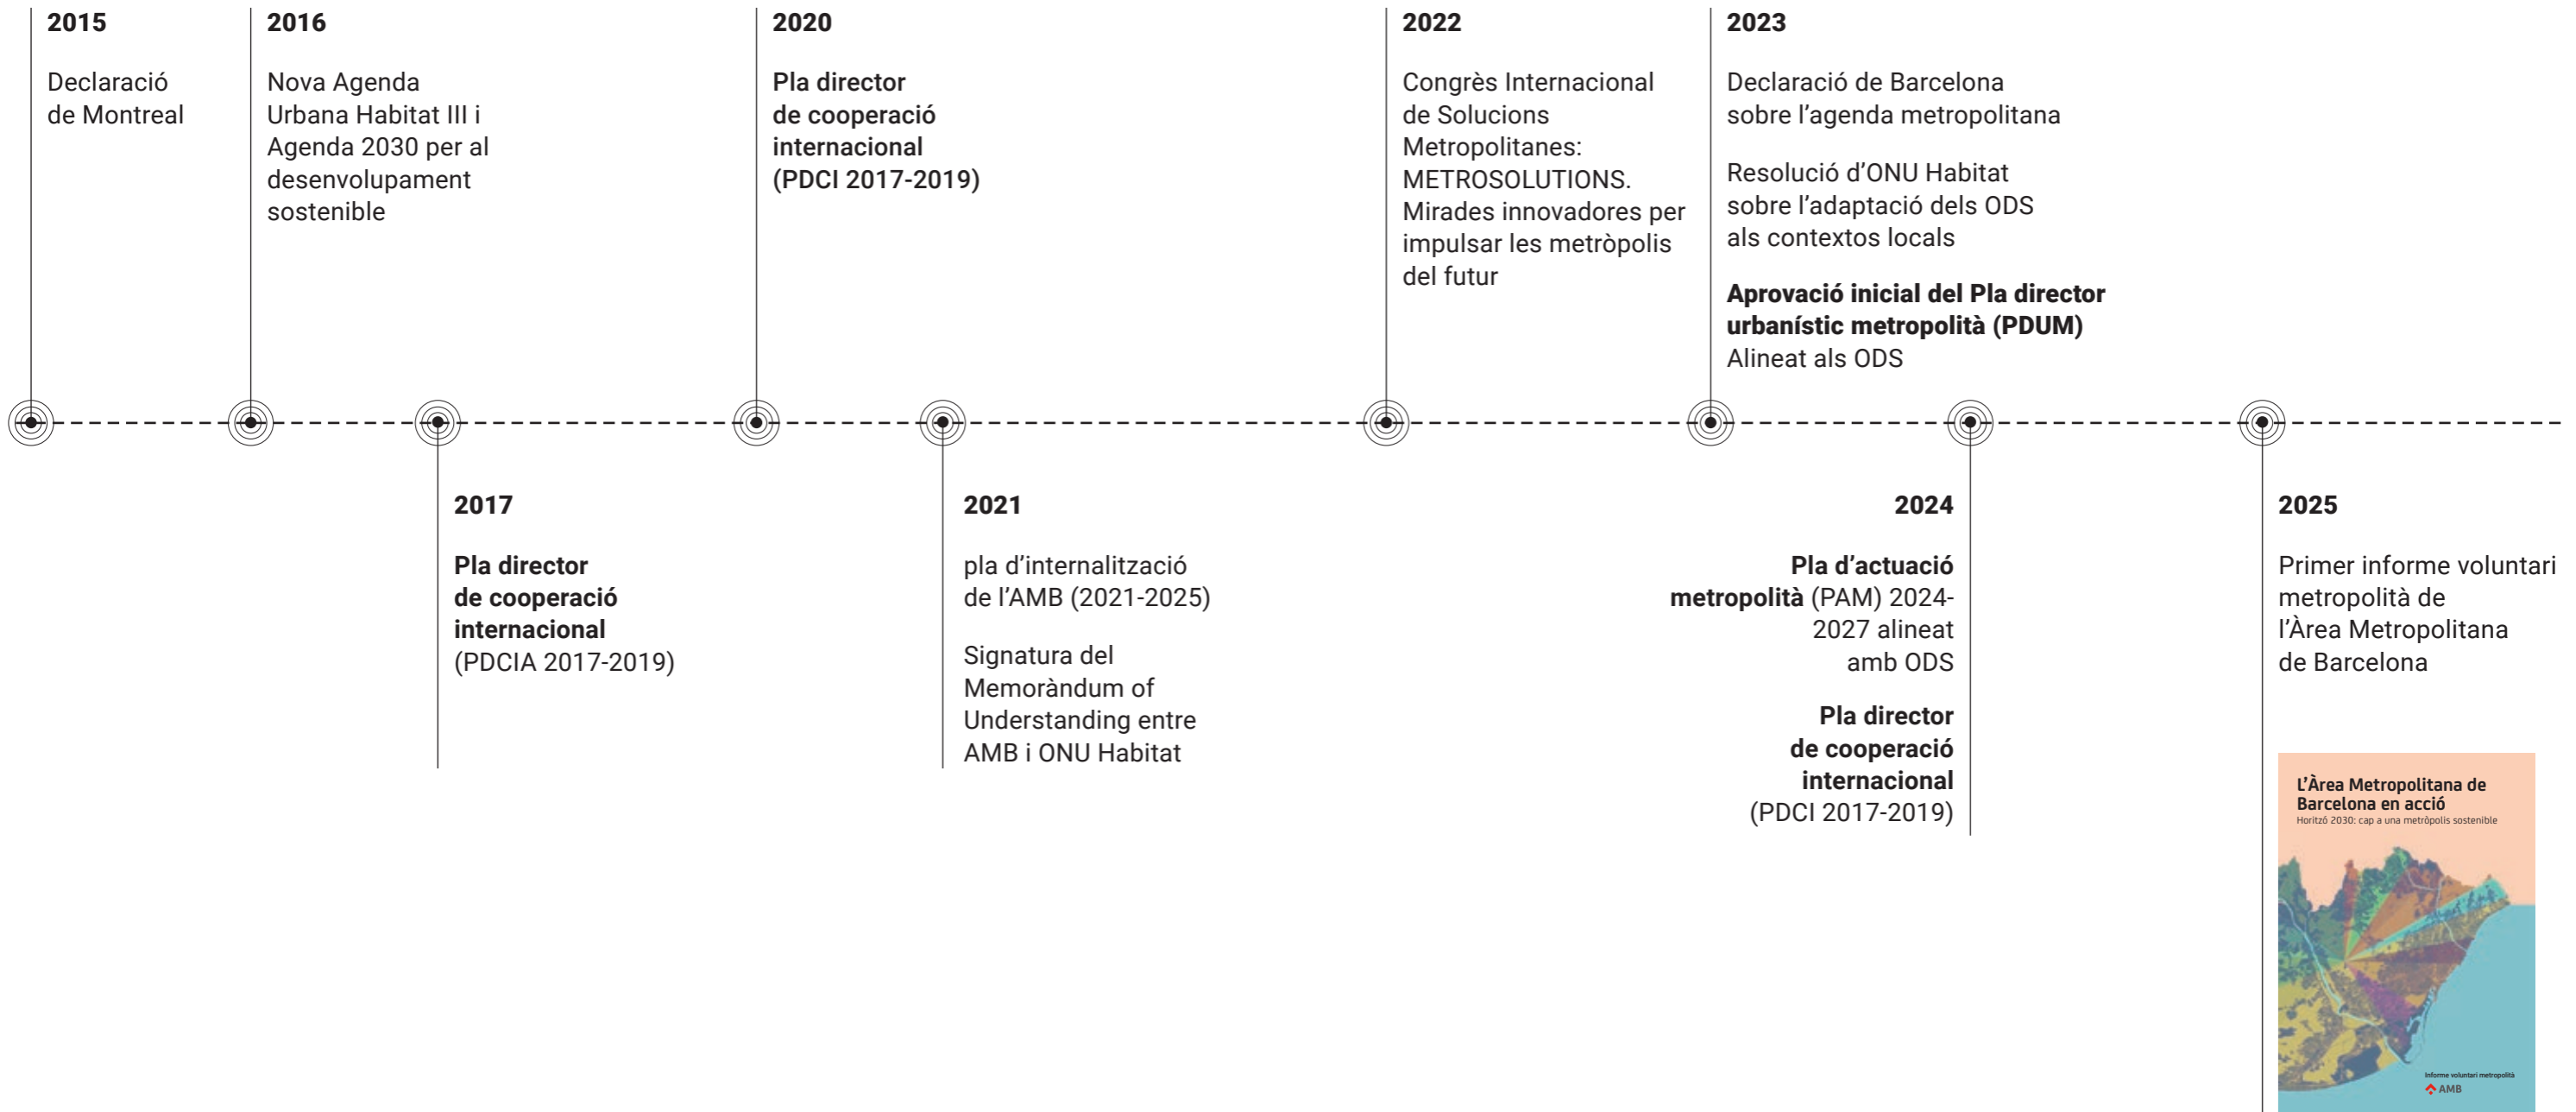 2015
Declaració
de Montreal
2016
Nova Agenda
Urbana Habitat III i
Agenda 2030 per al
desenvolupament
sostenible
2017
Pla director
de cooperació
internacional
(PDCIA 2017-2019)
2020
Pla director
de cooperació
internacional
(PDCI 2017-2019)
2021
pla d’internalització
de l’AMB (2021-2025)
Signatura del
Memoràndum of
Understanding entre
AMB i ONU Habitat
2022
Congrès Internacional
de Solucions
Metropolitanes:
METROSOLUTIONS.
Mirades innovadores per
impulsar les metròpolis
del futur
2023
Declaració de Barcelona
sobre l’agenda metropolitana
Resolució d’ONU Habitat
sobre l’adaptació dels ODS
als contextos locals
Aprovació inicial del Pla director
urbanístic metropolità (PDUM)
Alineat als ODS
2024
Pla d’actuació
metropolità (PAM) 2024-
2027 alineat
amb ODS
Pla director
de cooperació
internacional
(PDCI 2017-2019)
2025
Primer informe voluntari
metropolità de
l’Àrea Metropolitana
de Barcelona
L’Àrea Metropolitana de
Barcelona en acció
Horitzó 2030: cap a una metròpolis sostenible
Informe voluntari metropolità
AMB